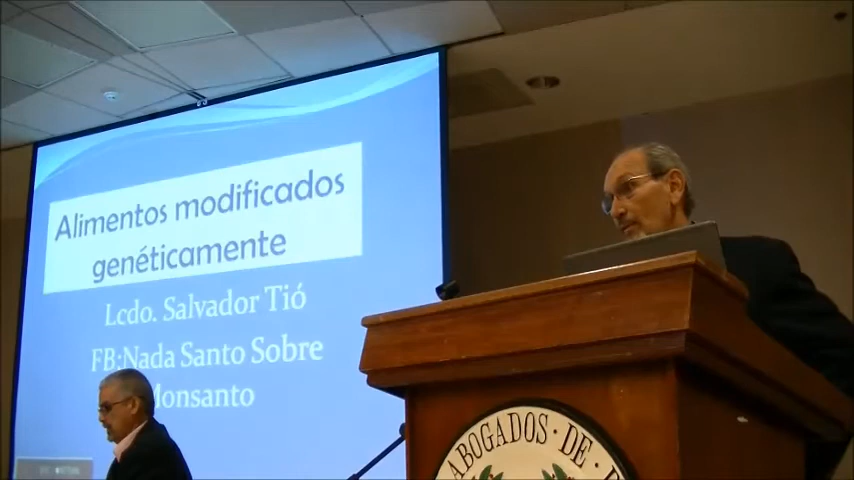 Alimentos modificados
genéticamente
Lcdo. Salvador Tió
FB:Nada Santo Sobre
Monsanto
ABOGADOS · DE ·